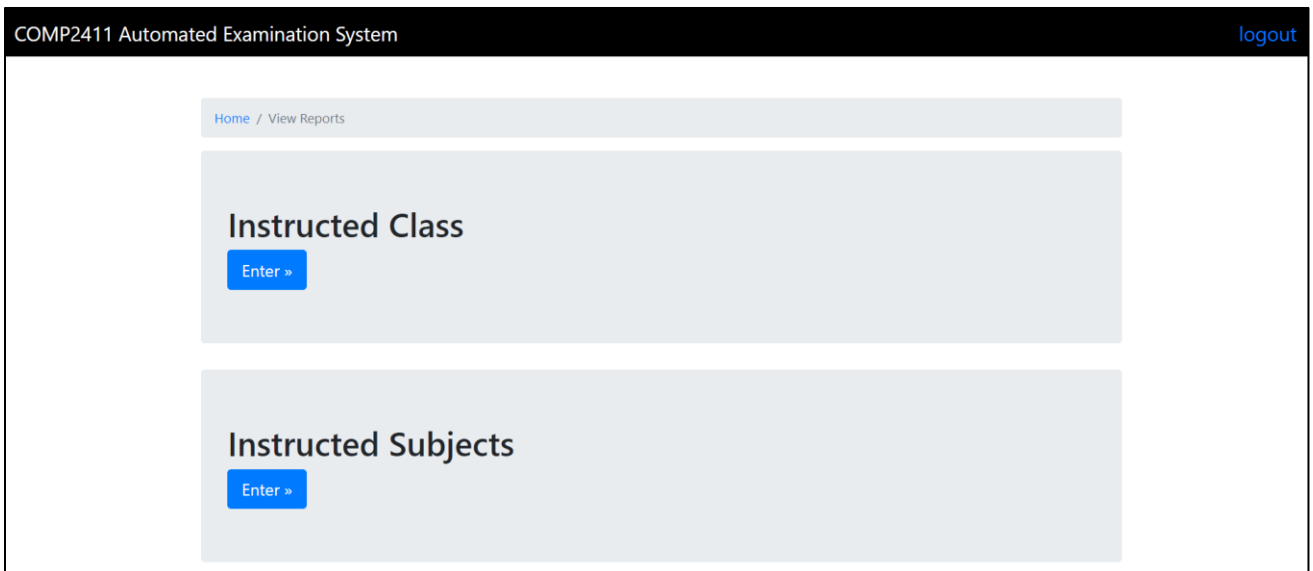 COMP2411 Automated Examination System logout
Home / View Reports
Instructed Class
Enter »
Instructed Subjects
Enter »